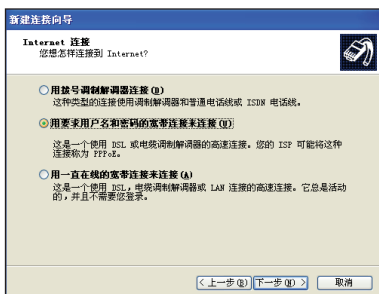 新建连接向导
Internet 连接
您想怎样连接到 Internet?
用拨号调制解调器连接(D)
这种类型的连接使用调制解调器和普通电话线或 ISDN 电话线。
用要求用户名和密码的宽带连接来连接(U)
这是一个使用 DSL 或电缆调制解调器的高速连接。您的 ISP 可能将这种
连接称为 PPPoE。
用一直在线的宽带连接来连接(A)
这是一个使用 DSL，电缆调制解调器或 LAN 连接的高速连接。它总是活动
的，并且不需要您登录。
< 上一步(B) 下一步(N) > 取消